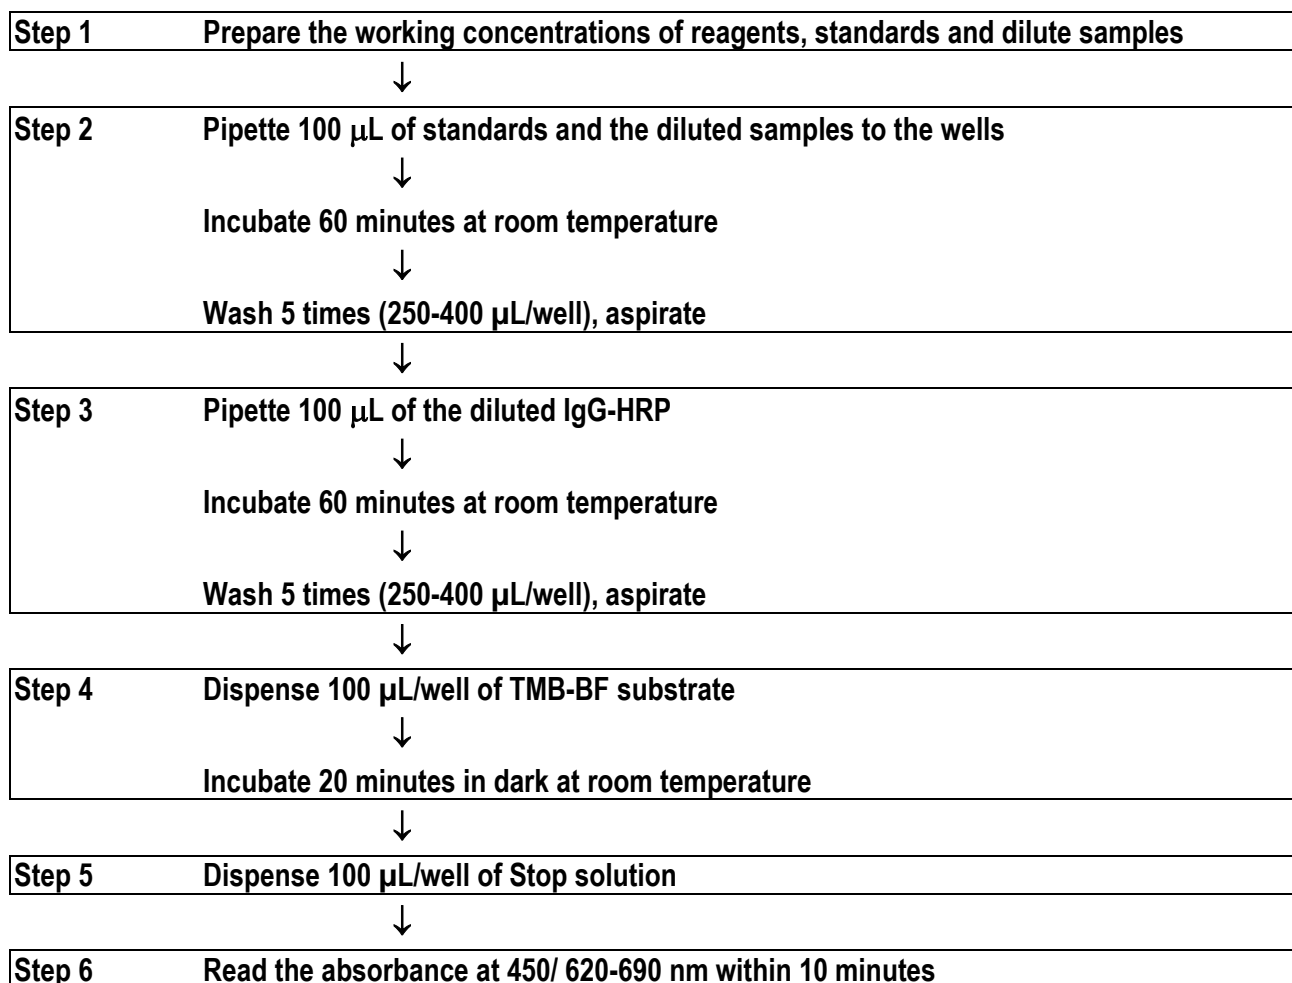 Step 1 Prepare the working concentrations of reagents, standards and dilute samples
↓
Step 2 Pipette 100 μL of standards and the diluted samples to the wells
↓
Incubate 60 minutes at room temperature
↓
Wash 5 times (250-400 µL/well), aspirate
↓
Step 3 Pipette 100 μL of the diluted IgG-HRP
↓
Incubate 60 minutes at room temperature
↓
Wash 5 times (250-400 µL/well), aspirate
↓
Step 4 Dispense 100 µL/well of TMB-BF substrate
↓
Incubate 20 minutes in dark at room temperature
↓
Step 5 Dispense 100 µL/well of Stop solution
↓
Step 6 Read the absorbance at 450/ 620-690 nm within 10 minutes